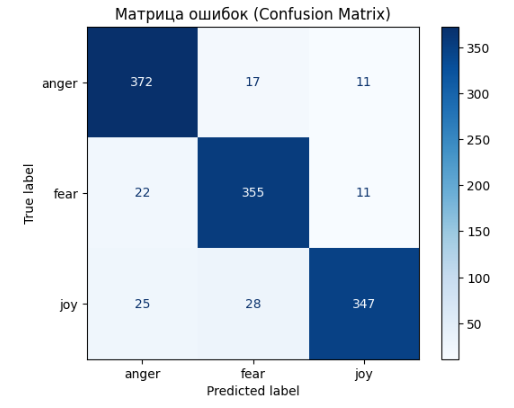 Матрица ошибок (Confusion Matrix)
anger 372 17 11
fear 22 355 11
joy 25 28 347
anger fear joy
Predicted label
True label
350
300
250
200
150
100
50